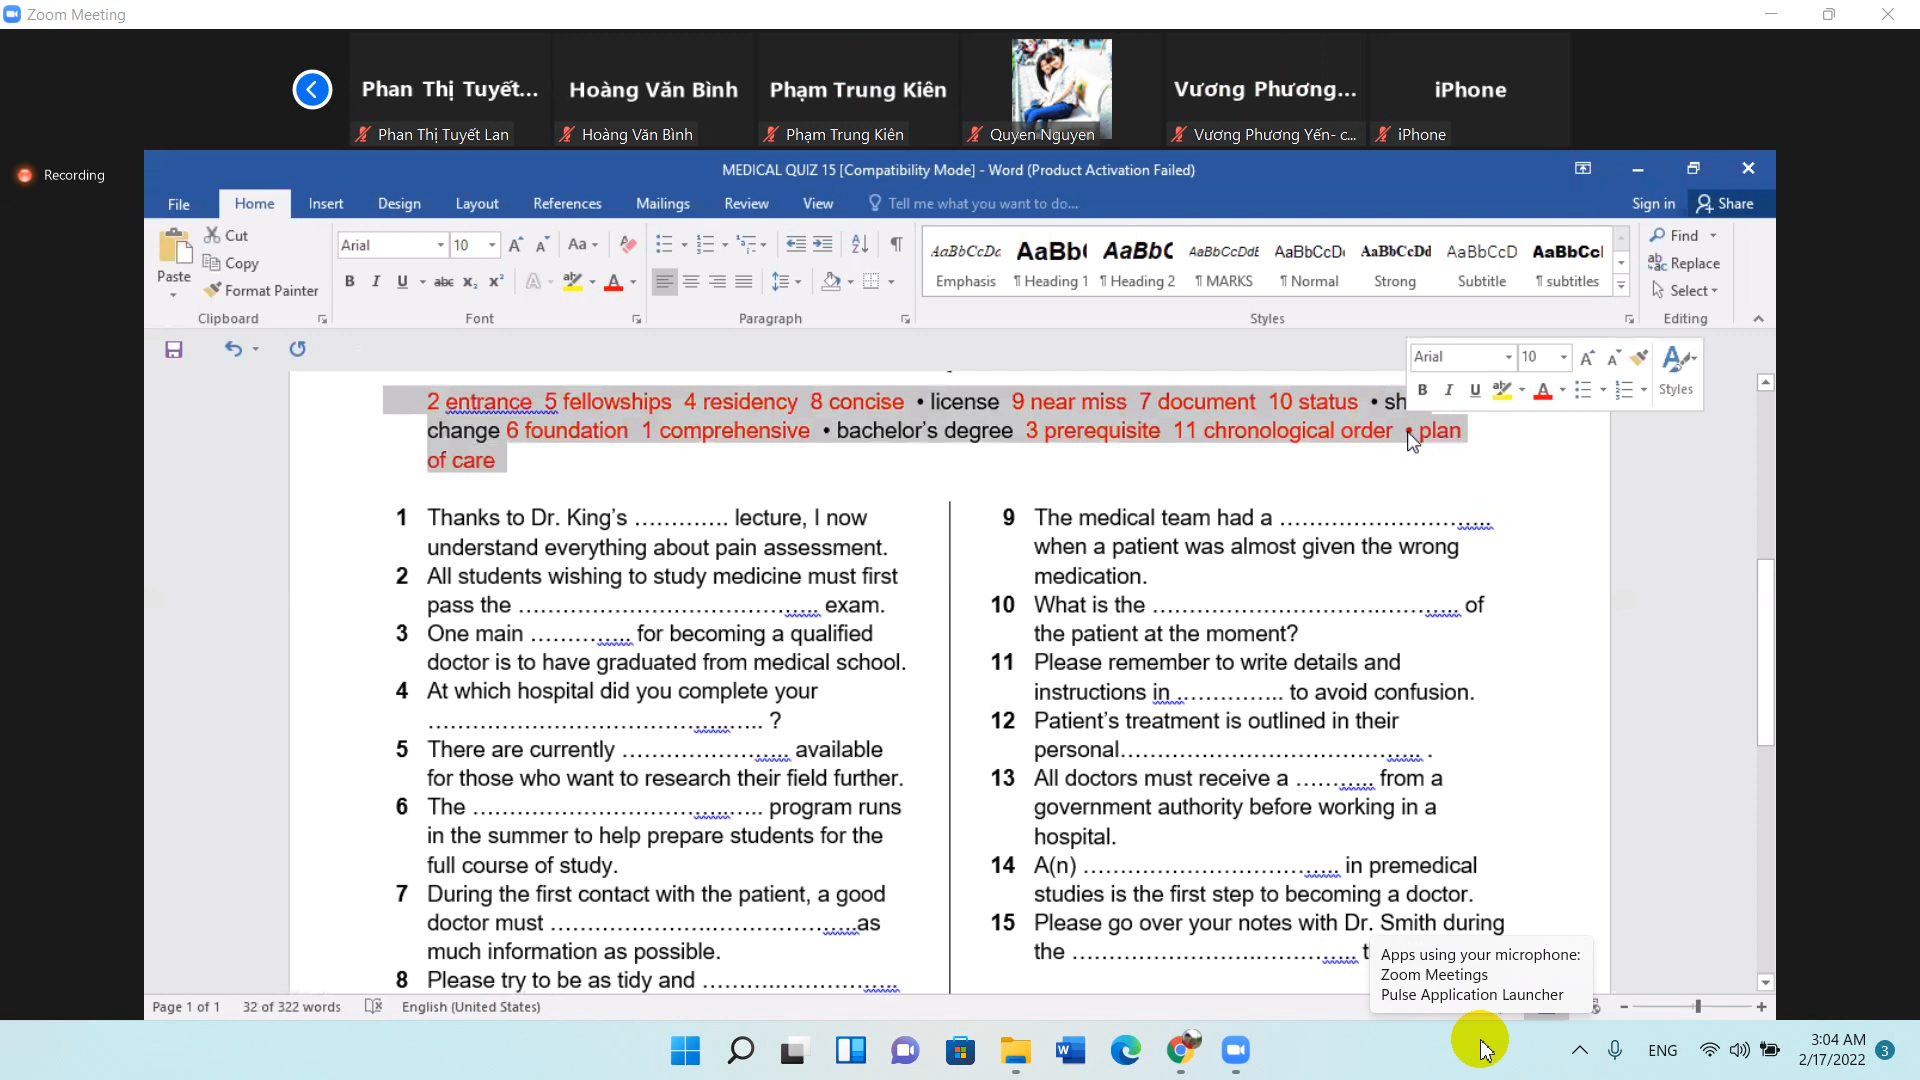 Zoom Meeting
Phan Thị Tuyết... Hoàng Văn Bình Phạm Trung Kiên Vương Phương... iPhone
Phan Thị Tuyết Lan Hoàng Văn Bình Phạm Trung Kiên Quyen Nguyen Vương Phương Yến- c... iPhone
Recording
MEDICAL QUIZ 15 [Compatibility Mode] - Word (Product Activation Failed)
File Home Insert Design Layout References Mailings Review View Tell me what you want to do... Sign in Share
Paste Cut Copy Format Painter
Clipboard
Arial 10
Font
Paragraph
AaBbCcDc AaBb( AaBbC AaBbCcDdE AaBbCcD AaBbCcDd AaBbCcD AaBbCcl
Emphasis ¶ Heading 1 ¶ Heading 2 ¶ MARKS ¶ Normal Strong Subtitle ¶ subtitles
Styles
Find
Replace
Select
Editing
Arial 10
B I U Styles
2 entrance 5 fellowships 4 residency 8 concise • license 9 near miss 7 document 10 status • sh
change 6 foundation 1 comprehensive • bachelor's degree 3 prerequisite 11 chronological order • plan
of care
1 Thanks to Dr. King's ............. lecture, I now
understand everything about pain assessment.
2 All students wishing to study medicine must first
pass the ......................................... exam.
3 One main .............. for becoming a qualified
doctor is to have graduated from medical school.
4 At which hospital did you complete your
.............................................. ?
5 There are currently ....................... available
for those who want to research their field further.
6 The ........................................ program runs
in the summer to help prepare students for the
full course of study.
7 During the first contact with the patient, a good
doctor must ..........................................as
much information as possible.
8 Please try to be as tidy and ...........................
9 The medical team had a .............................
when a patient was almost given the wrong
medication.
10 What is the .......................................... of
the patient at the moment?
11 Please remember to write details and
instructions in ............... to avoid confusion.
12 Patient's treatment is outlined in their
personal......................................... .
13 All doctors must receive a ........... from a
government authority before working in a
hospital.
14 A(n) ................................... in premedical
studies is the first step to becoming a doctor.
15 Please go over your notes with Dr. Smith during
the ....................................... t
Apps using your microphone:
Zoom Meetings
Pulse Application Launcher
Page 1 of 1 32 of 322 words English (United States)
ENG 3:04 AM
2/17/2022 3